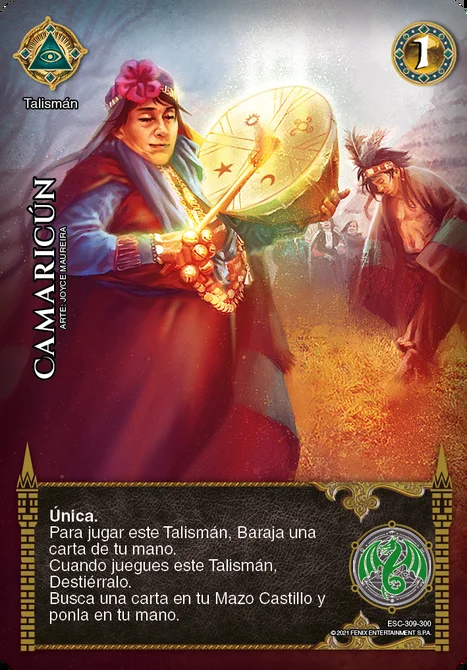 1
Talismán
CAMARICÚN
ARTE: JOYCE MAUREIRA
Única.
Para jugar este Talismán, Baraja una
carta de tu mano.
Cuando juegues este Talismán,
Destiérralo.
Busca una carta en tu Mazo Castillo y
ponla en tu mano.
ESC-309-300
© 2021 FENIX ENTERTAINMENT S.P.A.